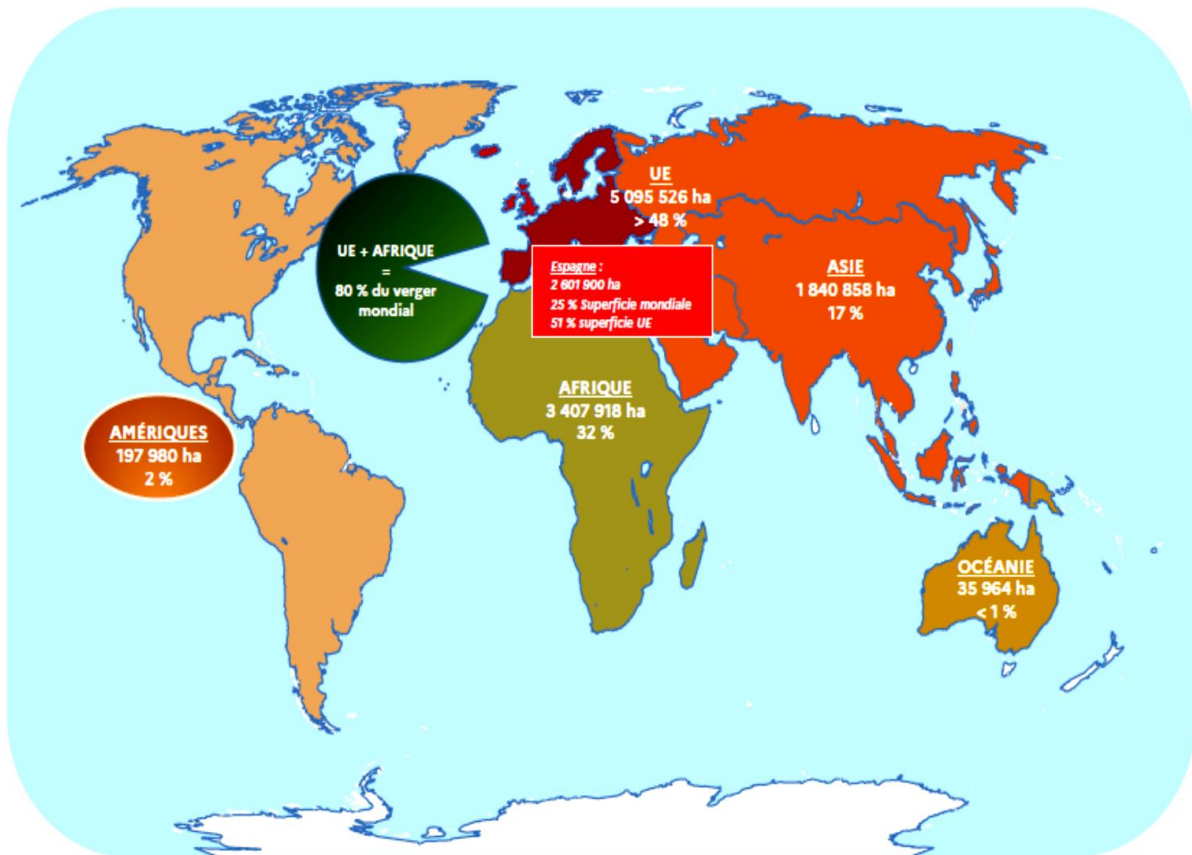 UE
5 095 526 ha
> 48 %
UE + AFRIQUE
=
80 % du verger
mondial
Espagne :
2 601 900 ha
25 % Superficie mondiale
51 % superficie UE
ASIE
1 840 858 ha
17 %
AFRIQUE
3 407 918 ha
32 %
AMÉRIQUES
197 980 ha
2 %
OCÉANIE
35 964 ha
< 1 %